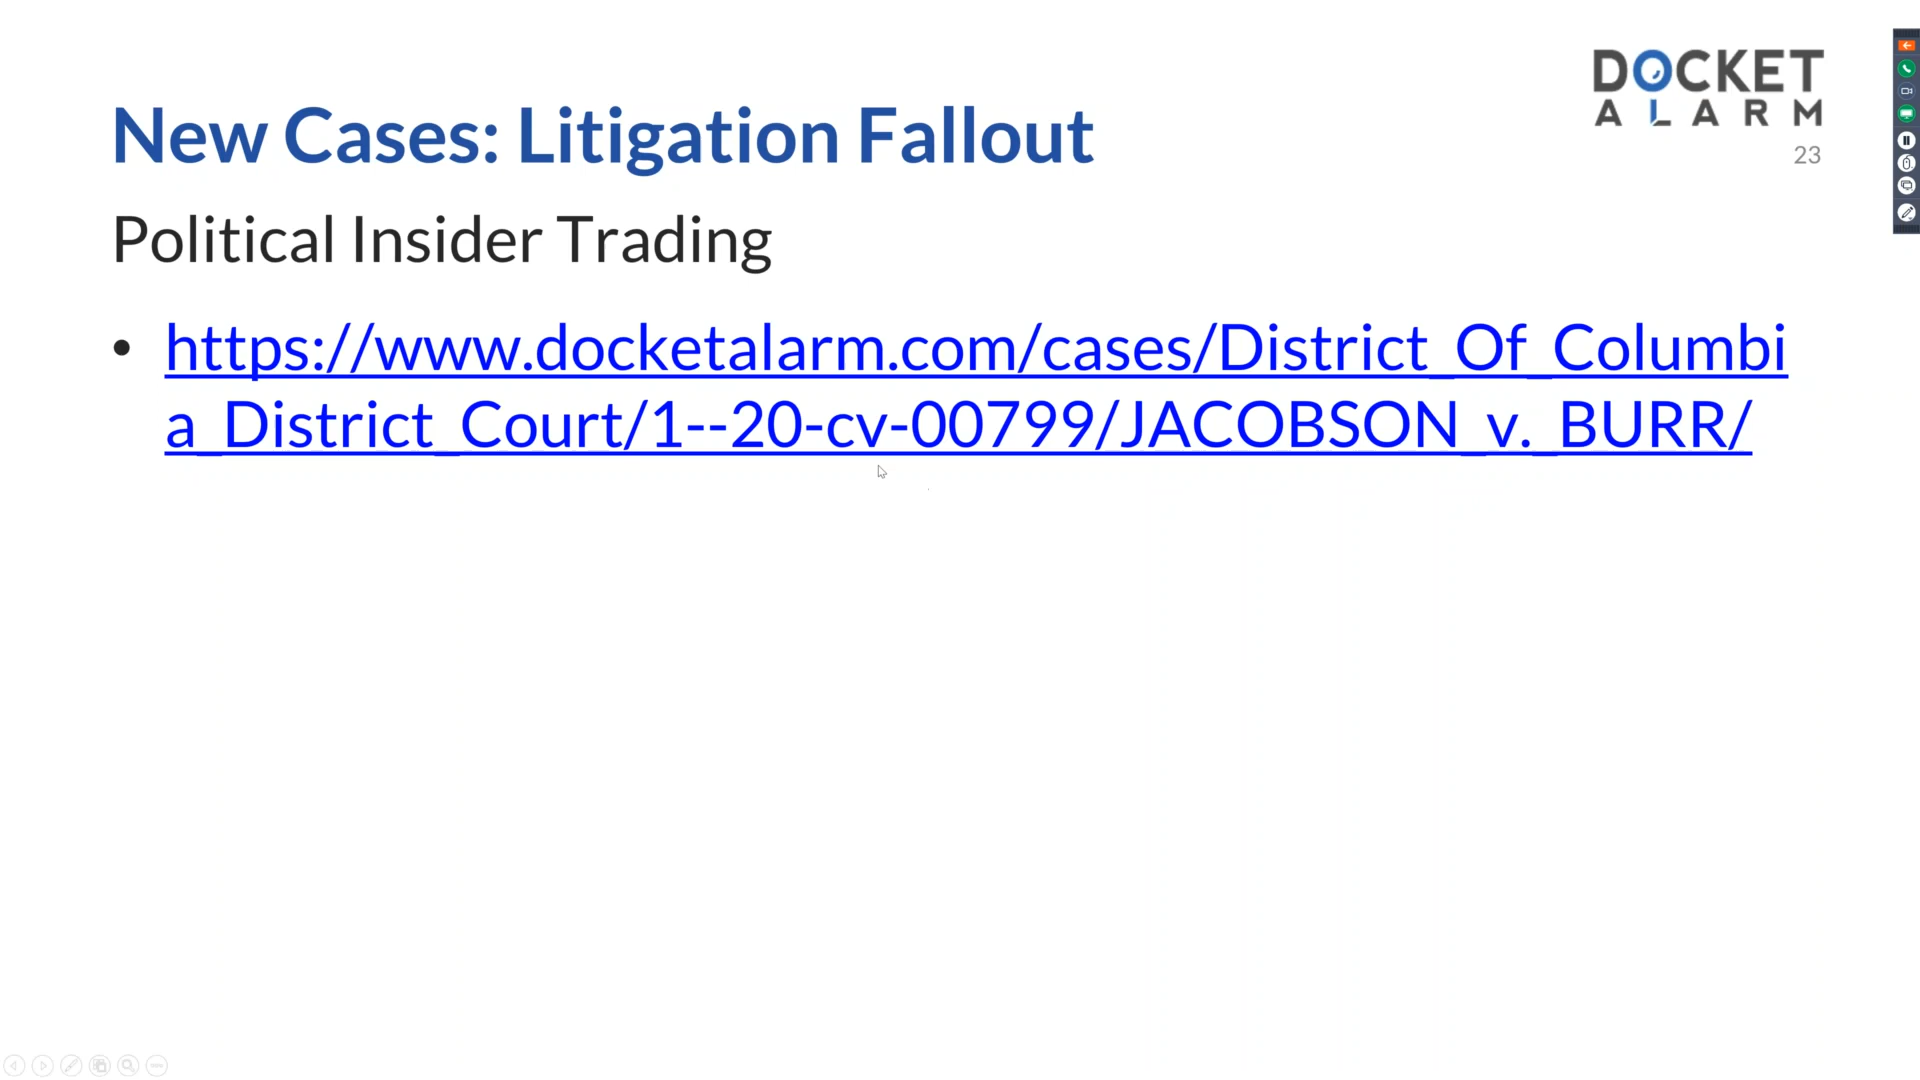 DOCKET
ALARM
23
New Cases: Litigation Fallout
Political Insider Trading
• https://www.docketalarm.com/cases/District_Of_Columbi
a_District_Court/1--20-cv-00799/JACOBSON_v._BURR/